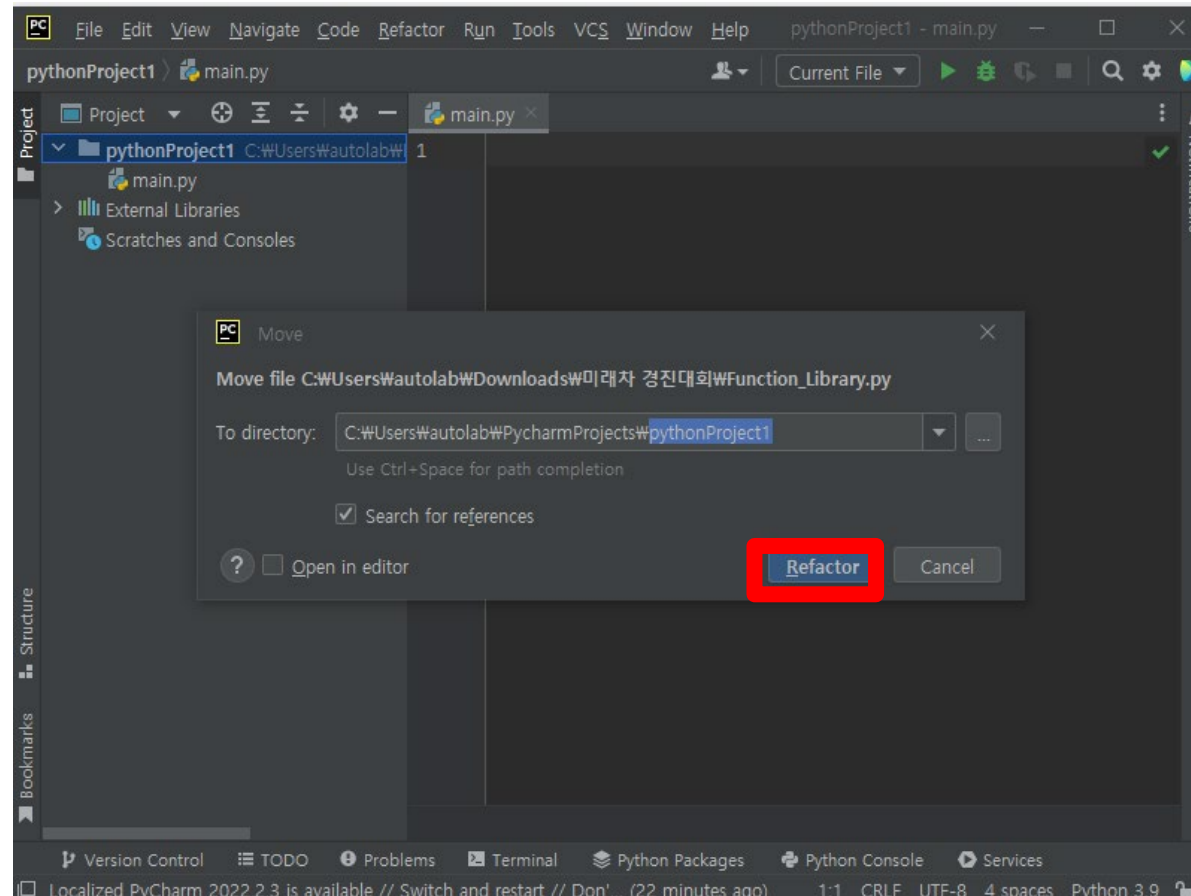 PC File Edit View Navigate Code Refactor Run Tools VCS Window Help pythonProject1 - main.py
pythonProject1 main.py Current File
Project main.py
Project
pythonProject1 C:₩Users₩autolab₩ 1
main.py
External Libraries
Scratches and Consoles
PC Move
Move file C:₩Users₩autolab₩Downloads₩미래차 경진대회₩Function_Library.py
To directory: C:₩Users₩autolab₩PycharmProjects₩pythonProject1 ...
Use Ctrl+Space for path completion
Search for references
? Open in editor Refactor Cancel
Structure
Bookmarks
Version Control TODO Problems Terminal Python Packages Python Console Services
Localized PyCharm 2022.2.3 is available // Switch and restart // Don'... (22 minutes ago) 1:1 CRLF UTF-8 4 spaces Python 3.9